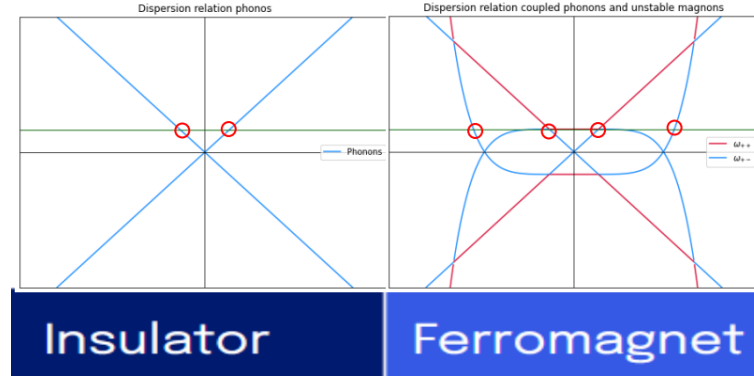 Dispersion relation phonos
Dispersion relation coupled phonons and unstable magnons
Phonons
ω₊₊
ω₊₋
Insulator
Ferromagnet